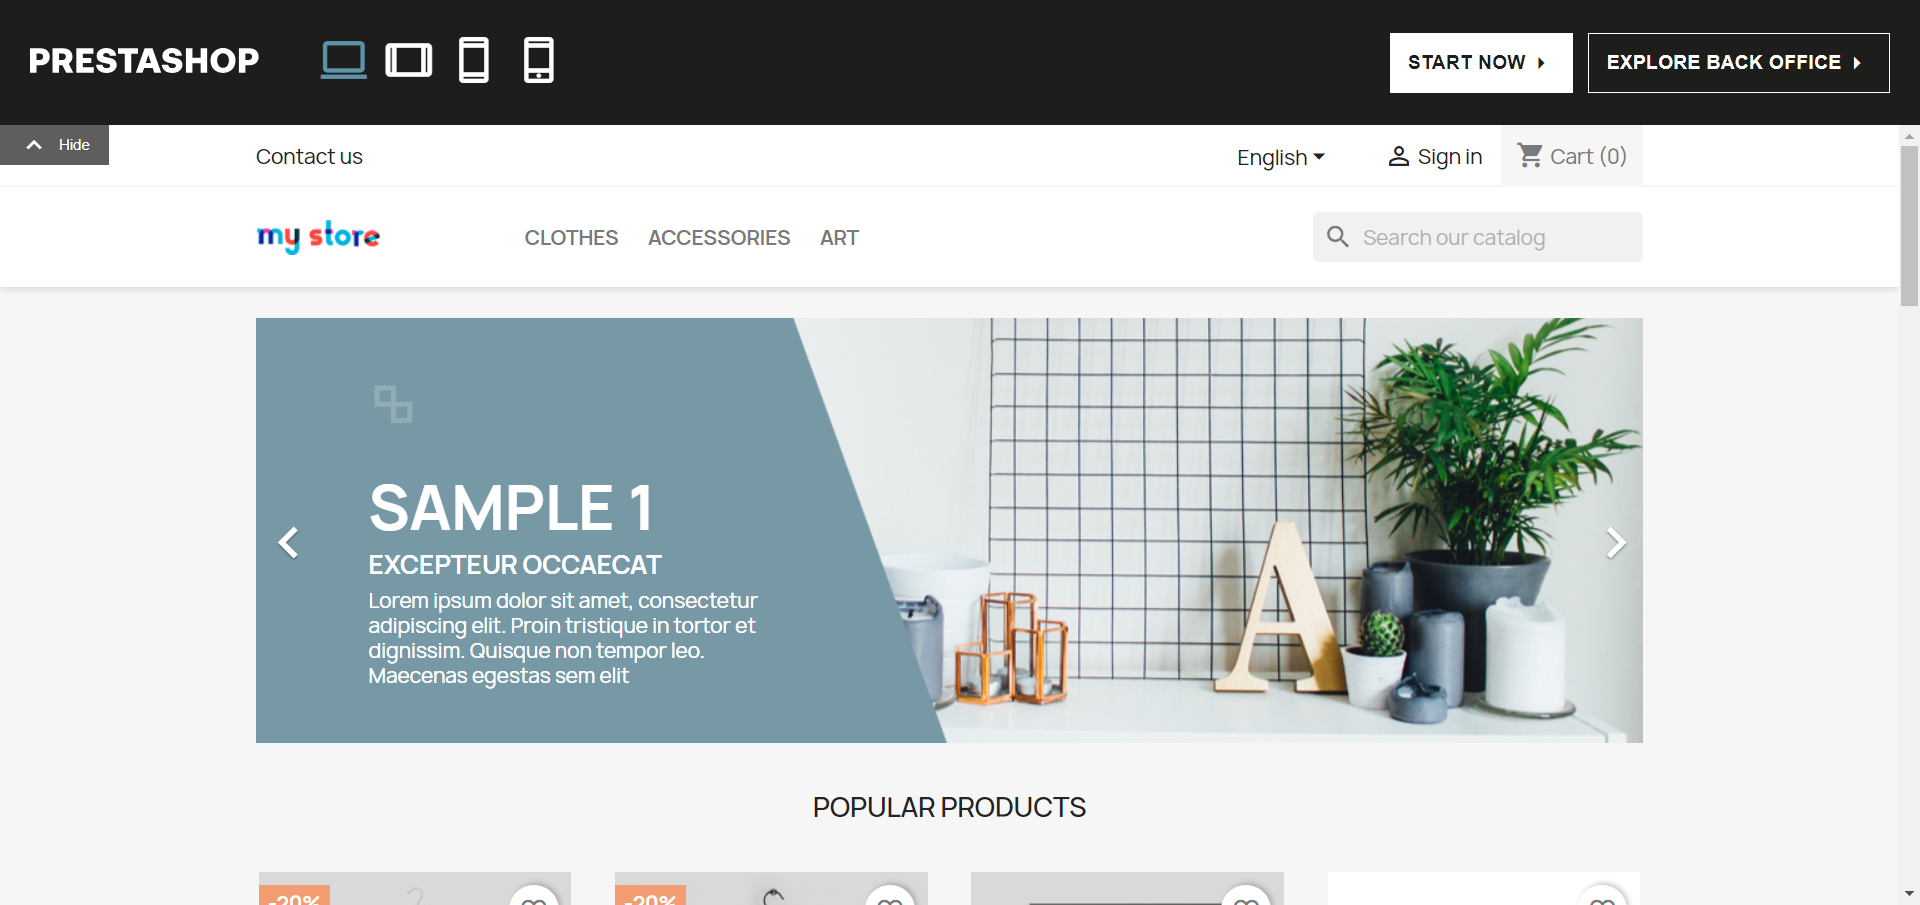 PRESTASHOP
START NOW
EXPLORE BACK OFFICE
Hide
Contact us
English
Sign in
Cart (0)
my store
CLOTHES
ACCESSORIES
ART
Search our catalog
SAMPLE 1
EXCEPTEUR OCCAECAT
Lorem ipsum dolor sit amet, consectetur
adipiscing elit. Proin tristique in tortor et
dignissim. Quisque non tempor leo.
Maecenas egestas sem elit
A
POPULAR PRODUCTS
-20%
-20%